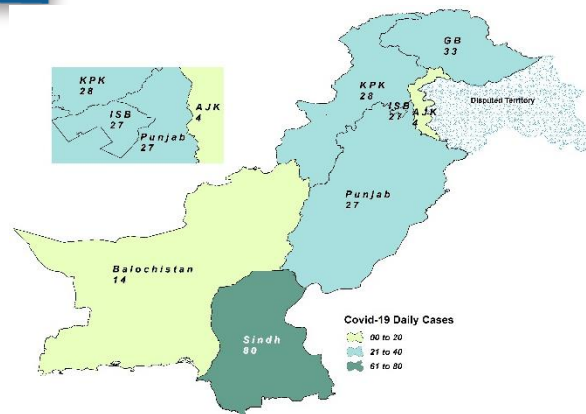 GB
33
KPK
28
ISB
27
AJK
4
Punjab
27
KPK
28
ISB
27
AJK
4
Disputed Territory
Punjab
27
Balochistan
14
Sindh
80
Covid-19 Daily Cases
00 to 20
21 to 40
61 to 80